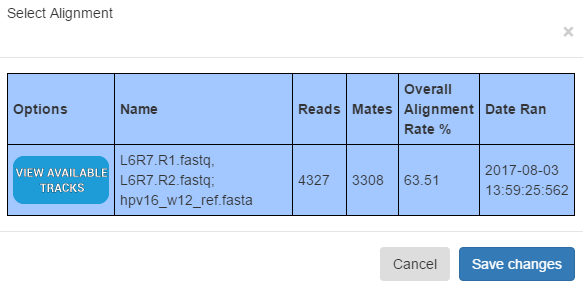 Select Alignment
×
Options Name Reads Mates Overall Alignment Rate % Date Ran
VIEW AVAILABLE TRACKS L6R7.R1.fastq, L6R7.R2.fastq; hpv16_w12_ref.fasta 4327 3308 63.51 2017-08-03 13:59:25:562
Cancel Save changes